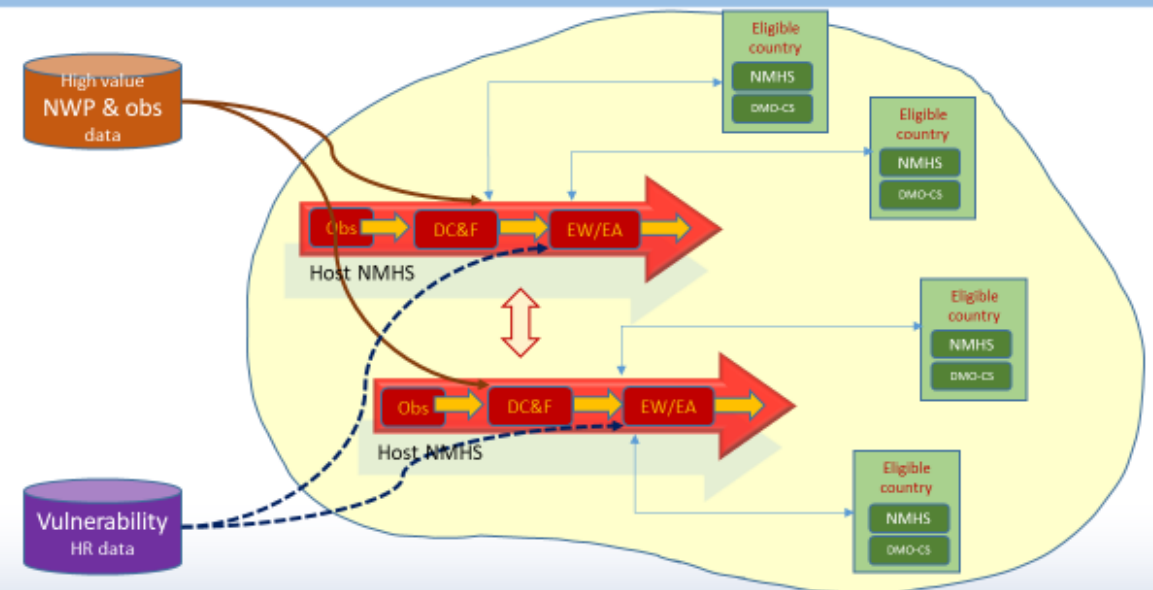 High value
NWP & obs
data
Eligible
country
NMHS
DMO-CS
Eligible
country
NMHS
DMO-CS
Obs
DC&F
EW/EA
Host NMHS
Eligible
country
NMHS
DMO-CS
Obs
DC&F
EW/EA
Host NMHS
Eligible
country
NMHS
DMO-CS
Vulnerability
HR data